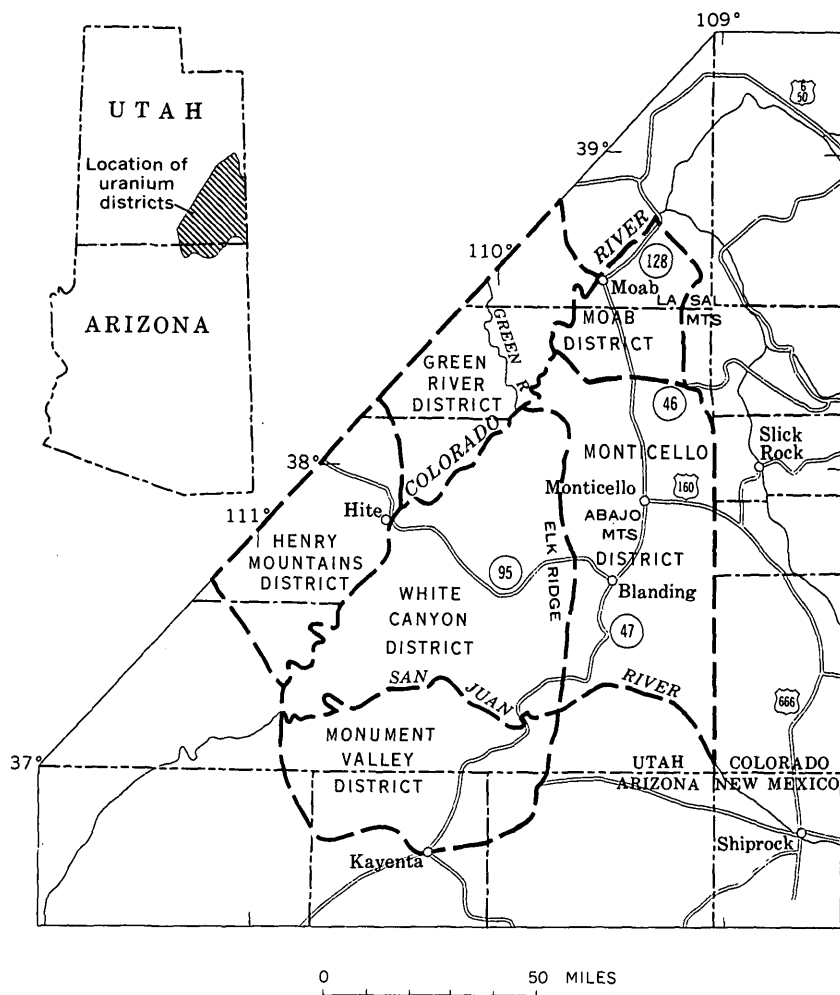 109°
UTAH
6
50
Location of
uranium
districts
39°
RIVER
110°
128
Moab
LA SAL
MTS
ARIZONA
MOAB
DISTRICT
GREEN R
GREEN
RIVER
DISTRICT
46
COLORADO
MONTICELLO
Slick
Rock
38°
Monticello
160
Hite
ABAJO
MTS
111°
HENRY
MOUNTAINS
DISTRICT
ELK RIDGE
DISTRICT
95
WHITE
CANYON
DISTRICT
Blanding
47
SAN JUAN RIVER
666
MONUMENT
VALLEY
DISTRICT
37°
UTAH
COLORADO
ARIZONA
NEW MEXICO
Shiprock
Kayenta
0 50 MILES